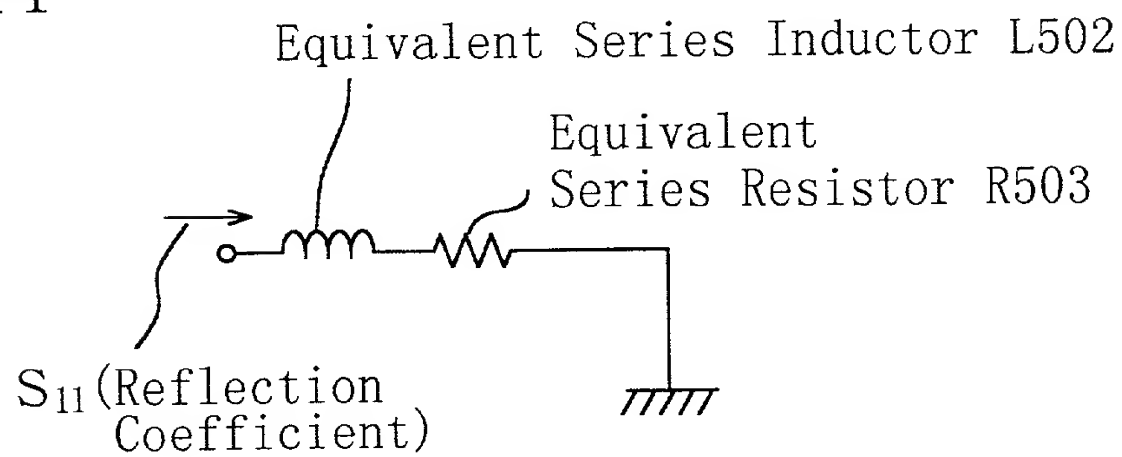 Equivalent Series Inductor L502
Equivalent
Series Resistor R503
S11(Reflection
Coefficient)